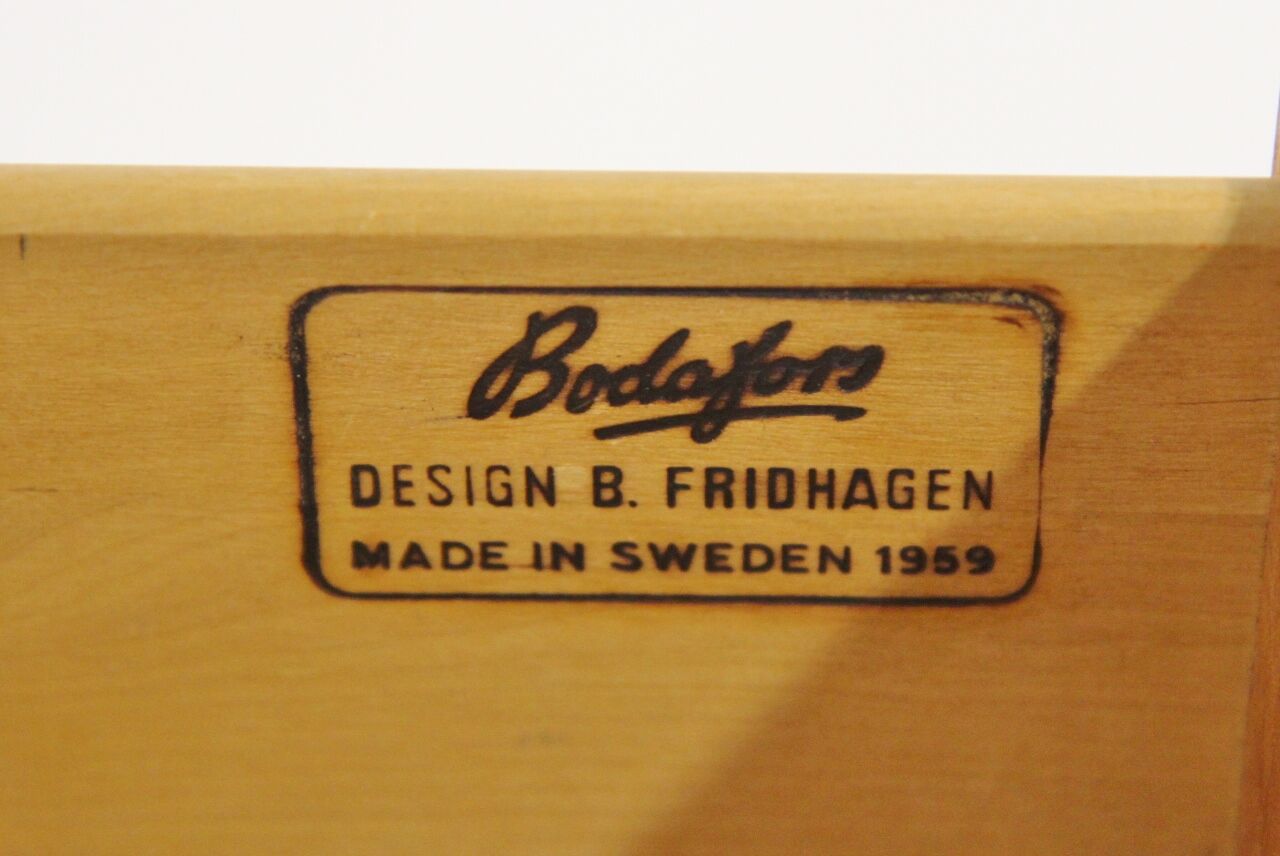 Bodafors
DESIGN B. FRIDHAGEN
MADE IN SWEDEN 1959